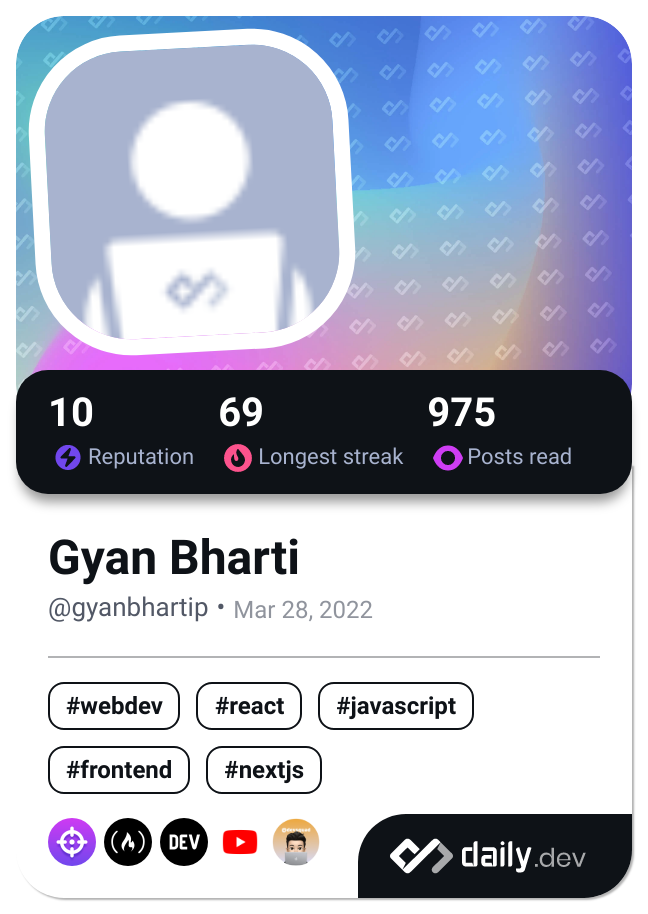 10 69 975
Reputation Longest streak Posts read
Gyan Bharti
@gyanbhartip • Mar 28, 2022
#webdev #react #javascript
#frontend #nextjs
DEV
daily.dev